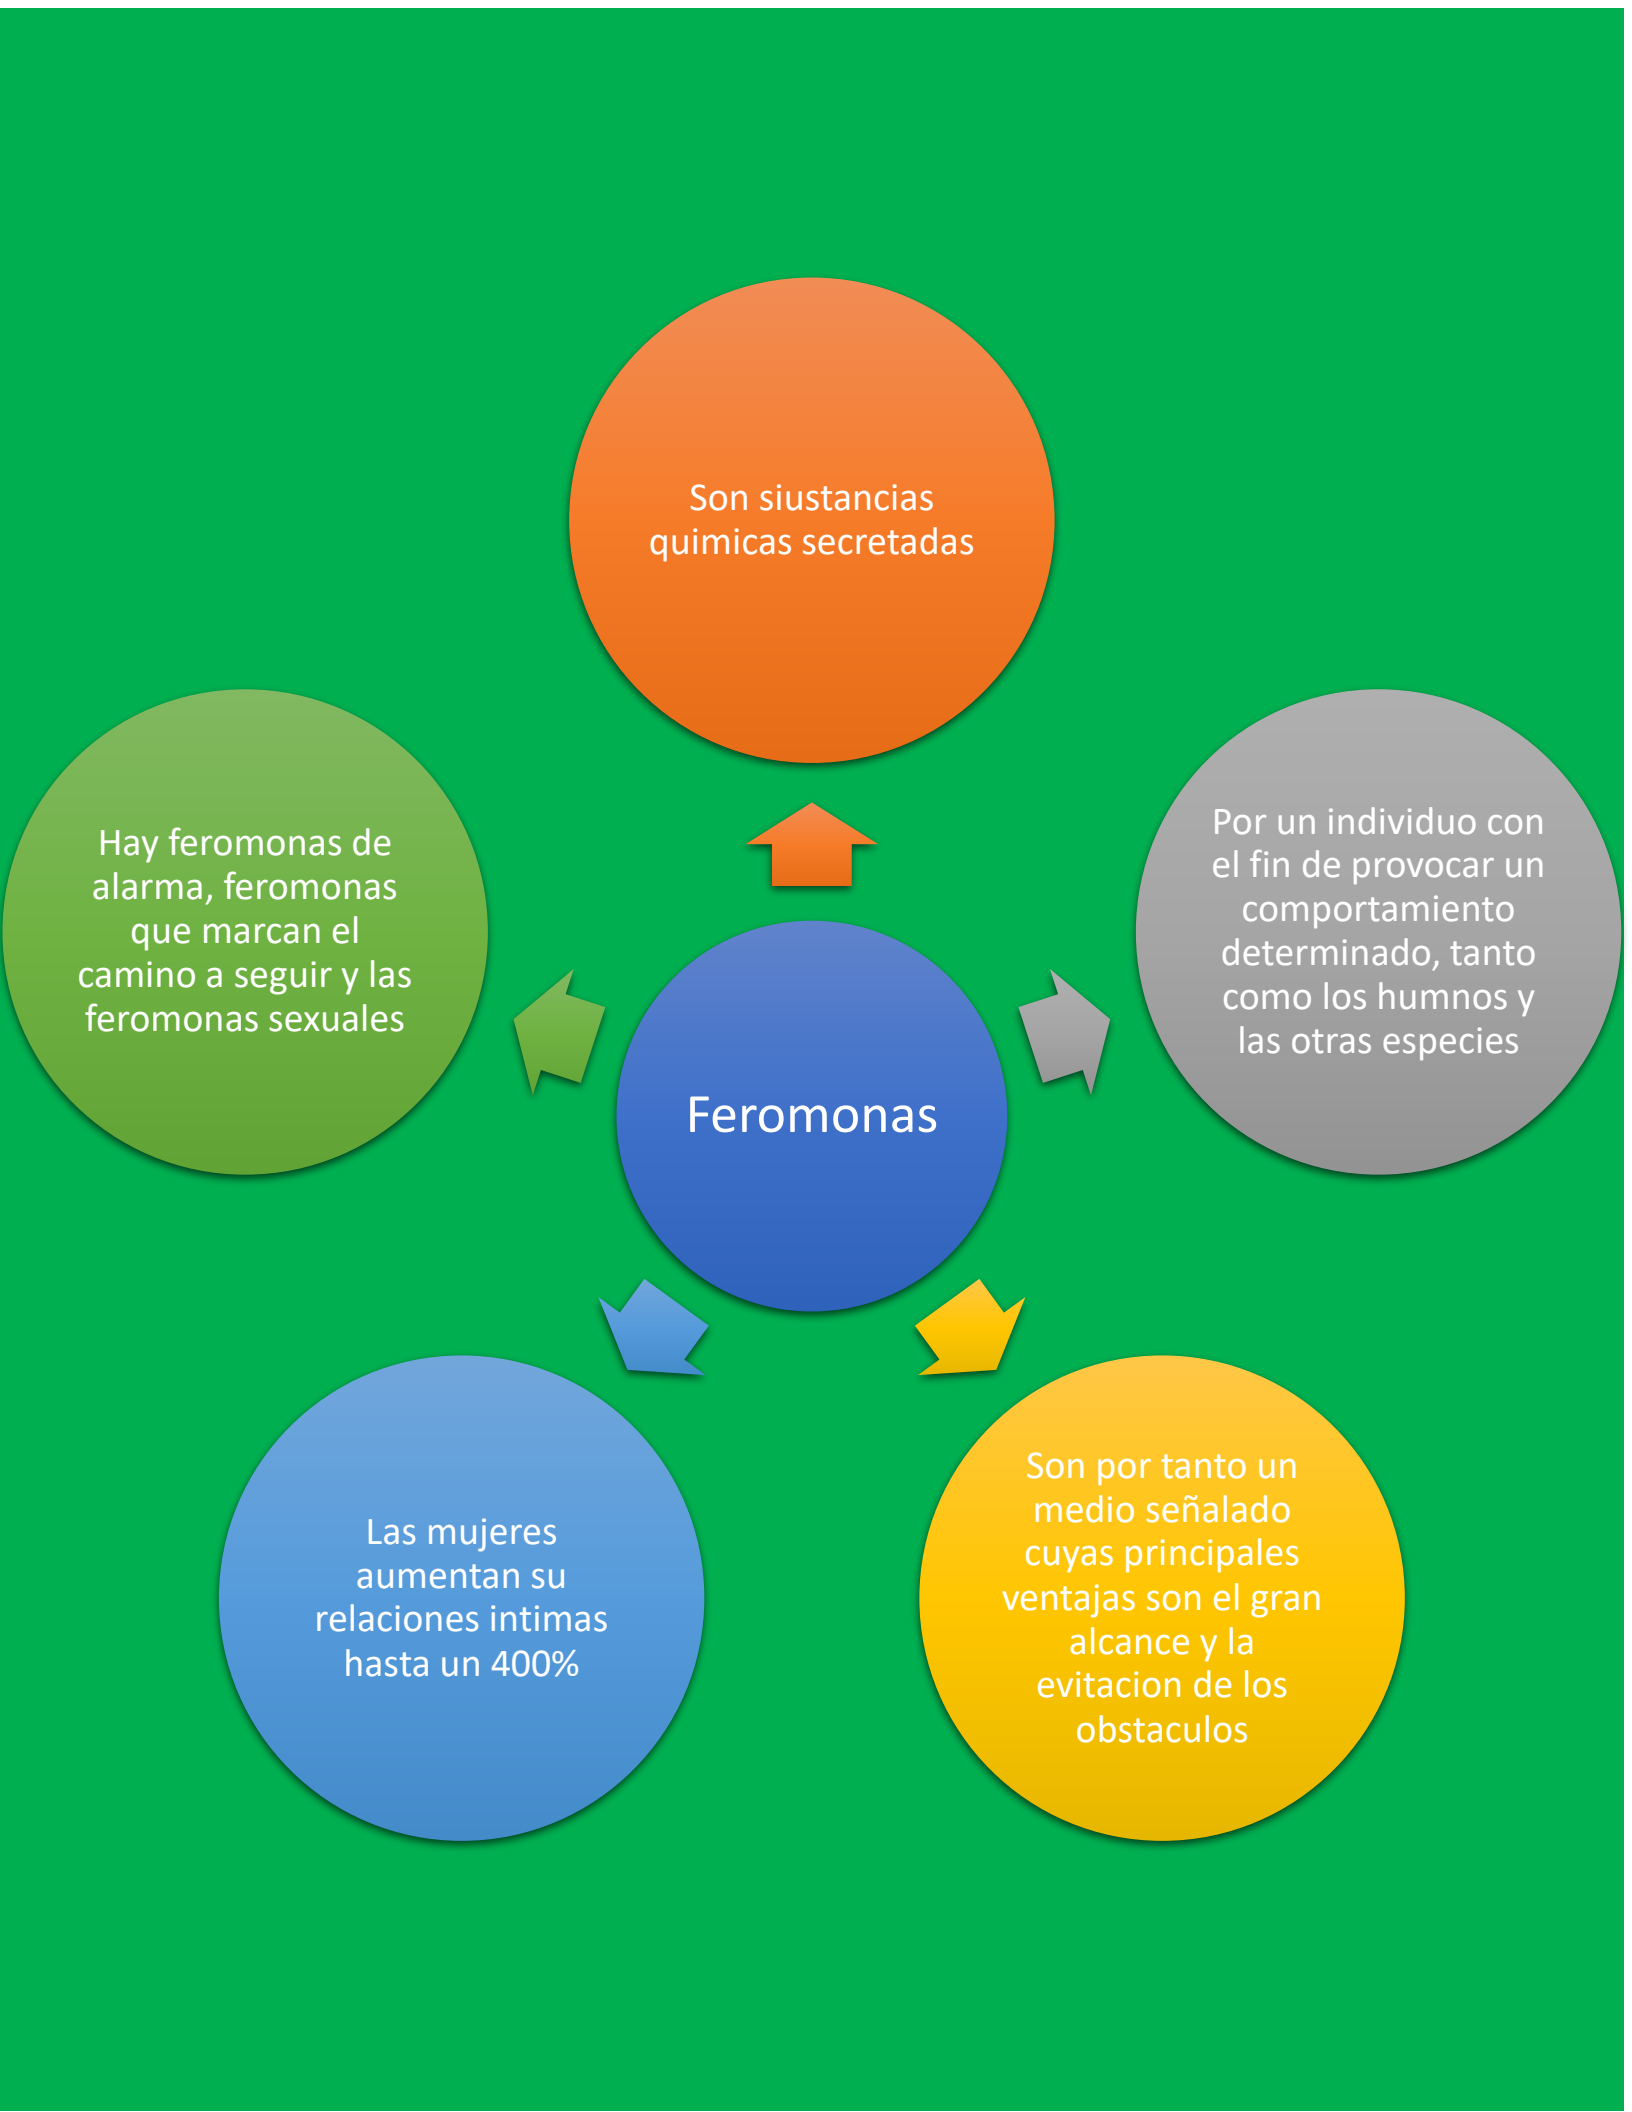 Son siustancias
quimicas secretadas
Por un individuo con
el fin de provocar un
comportamiento
determinado, tanto
como los humnos y
las otras especies
Hay feromonas de
alarma, feromonas
que marcan el
camino a seguir y las
feromonas sexuales
Feromonas
Son por tanto un
medio señalado
cuyas principales
ventajas son el gran
alcance y la
evitacion de los
obstaculos
Las mujeres
aumentan su
relaciones intimas
hasta un 400%